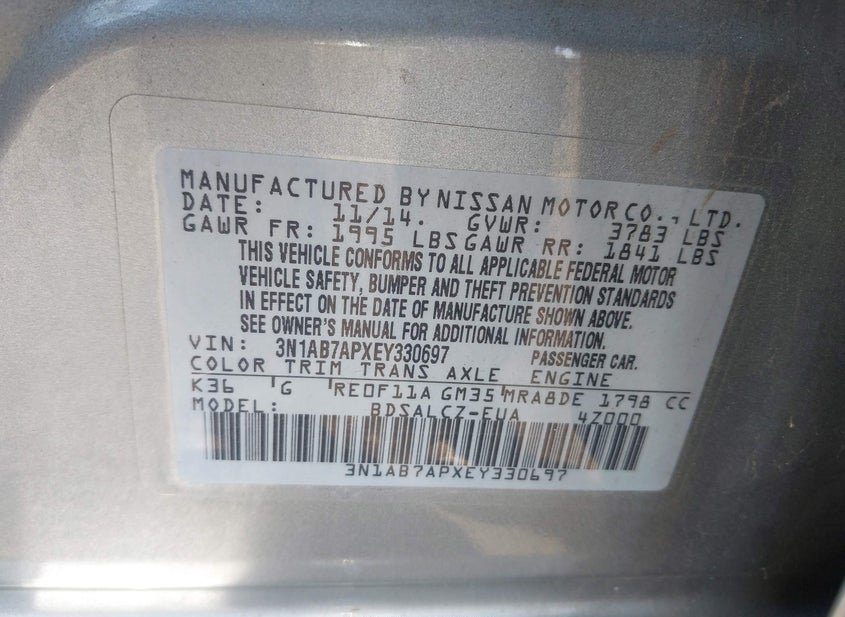 MANUFACTURED BY NISSAN MOTOR CO., LTD.
DATE: 11/14. GVWR: 3783 LBS
GAWR FR: 1995 LBS GAWR RR: 1841 LBS
THIS VEHICLE CONFORMS TO ALL APPLICABLE FEDERAL MOTOR
VEHICLE SAFETY, BUMPER AND THEFT PREVENTION STANDARDS
IN EFFECT ON THE DATE OF MANUFACTURE SHOWN ABOVE.
SEE OWNER'S MANUAL FOR ADDITIONAL INFORMATION.
VIN: 3N1AB7APXEY330697 PASSENGER CAR.
COLOR TRIM TRANS AXLE ENGINE
K36 G RE0F11A GM35 MRA8DE 1798 CC
MODEL: BDSALCZ-EUA 4Z000
3N1AB7APXEY330697